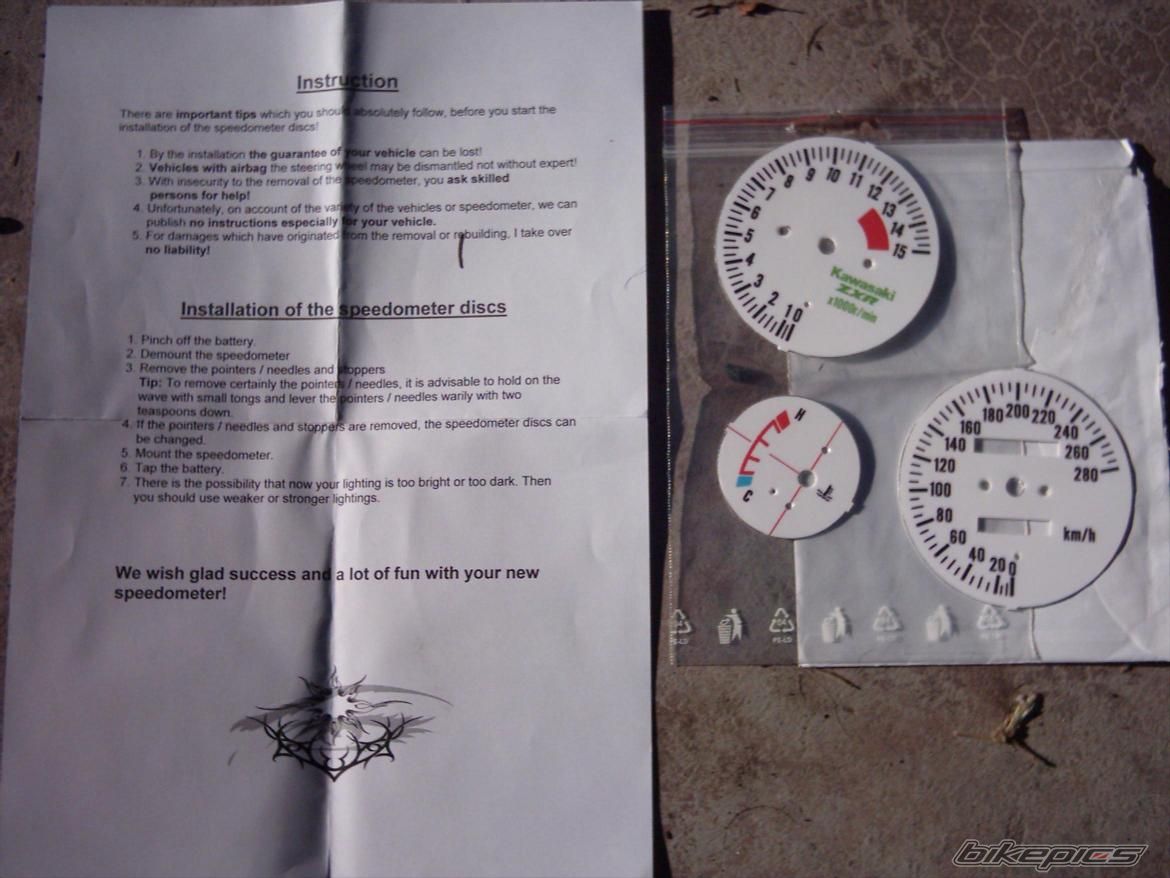 Instruction
There are important tips which you should absolutely follow, before you start the
installation of the speedometer discs!
1. By the installation the guarantee of your vehicle can be lost!
2. Vehicles with airbag the steering wheel may be dismantled not without expert!
3. With insecurity to the removal of the speedometer, you ask skilled
persons for help!
4. Unfortunately, on account of the variety of the vehicles or speedometer, we can
publish no instructions especially for your vehicle.
5. For damages which have originated from the removal or rebuilding, I take over
no liability!
Installation of the speedometer discs
1. Pinch off the battery.
2. Demount the speedometer
3. Remove the pointers / needles and stoppers
Tip: To remove certainly the pointers / needles, it is advisable to hold on the
wave with small tongs and lever the pointers / needles warily with two
teaspoons down.
4. If the pointers / needles and stoppers are removed, the speedometer discs can
be changed.
5. Mount the speedometer.
6. Tap the battery.
7. There is the possibility that now your lighting is too bright or too dark. Then
you should use weaker or stronger lightings.
We wish glad success and a lot of fun with your new
speedometer!
0 1 2 3 4 5 6 7 8 9 10 11 12 13 14 15
Kawasaki
ZXR
x1000r/min
H
C
0 20 40 60 80 100 120 140 160 180 200 220 240 260 280
km/h
04
PE-LD
04
PE-LD
bikepics